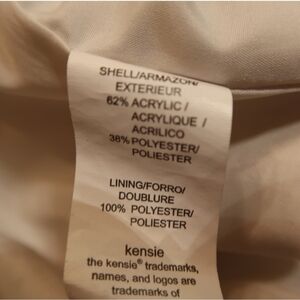 SHELL/ARMAZON/
EXTERIEUR
62% ACRYLIC /
ACRYLIQUE /
ACRILICO
38% POLYESTER/
POLIESTER
LINING/FORRO/
DOUBLURE
100% POLYESTER/
POLIESTER
kensie
the kensie® trademarks,
names, and logos are
trademarks of